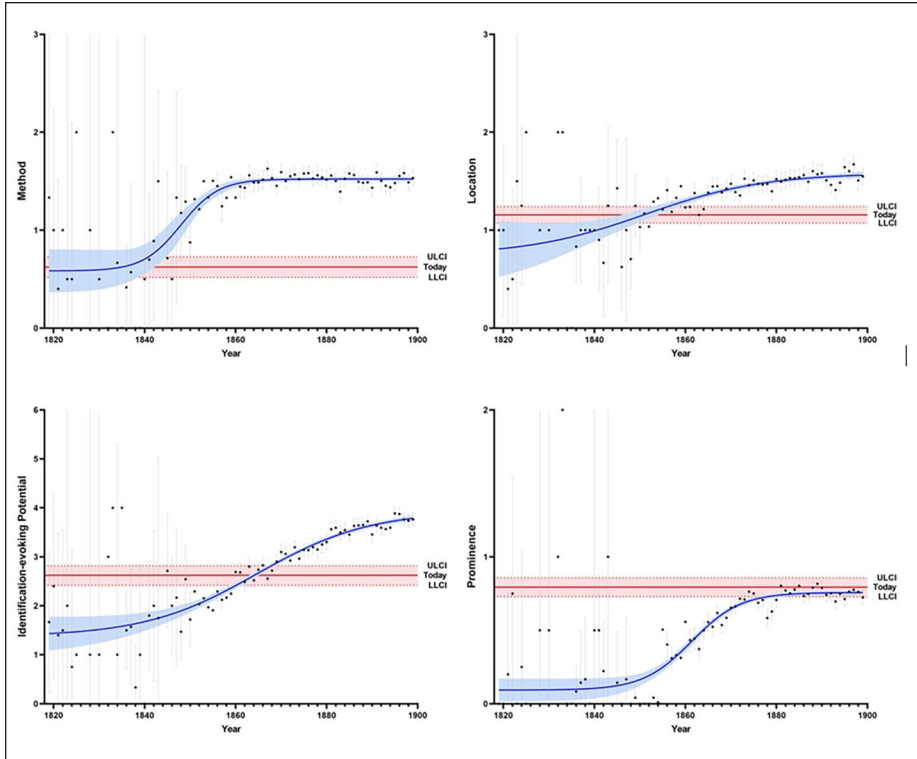 3
2
1
0
Method
1820 1840 1860 1880 1900
Year
ULCI
Today
LLCI
3
2
1
0
Location
1820 1840 1860 1880 1900
Year
ULCI
Today
LLCI
6
5
4
3
2
1
0
Identification-evoking Potential
1820 1840 1860 1880 1900
Year
ULCI
Today
LLCI
2
1
0
Prominence
1820 1840 1860 1880 1900
Year
ULCI
Today
LLCI